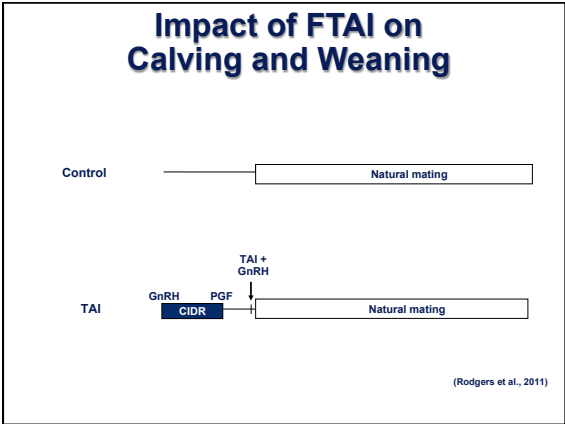 Impact of FTAI on
Calving and Weaning
Control
Natural mating
TAI +
GnRH
GnRH PGF
TAI
CIDR
Natural mating
(Rodgers et al., 2011)